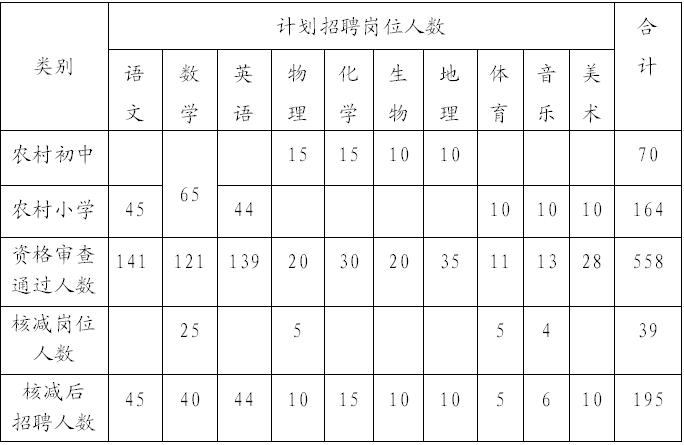 类别 计划招聘岗位人数 合计
语文 数学 英语 物理 化学 生物 地理 体育 音乐 美术
农村初中 15 15 10 10 70
65
农村小学 45 44 10 10 10 164
资格审查
通过人数 141 121 139 20 30 20 35 11 13 28 558
核减岗位
人数 25 5 5 4 39
核减后
招聘人数 45 40 44 10 15 10 10 5 6 10 195